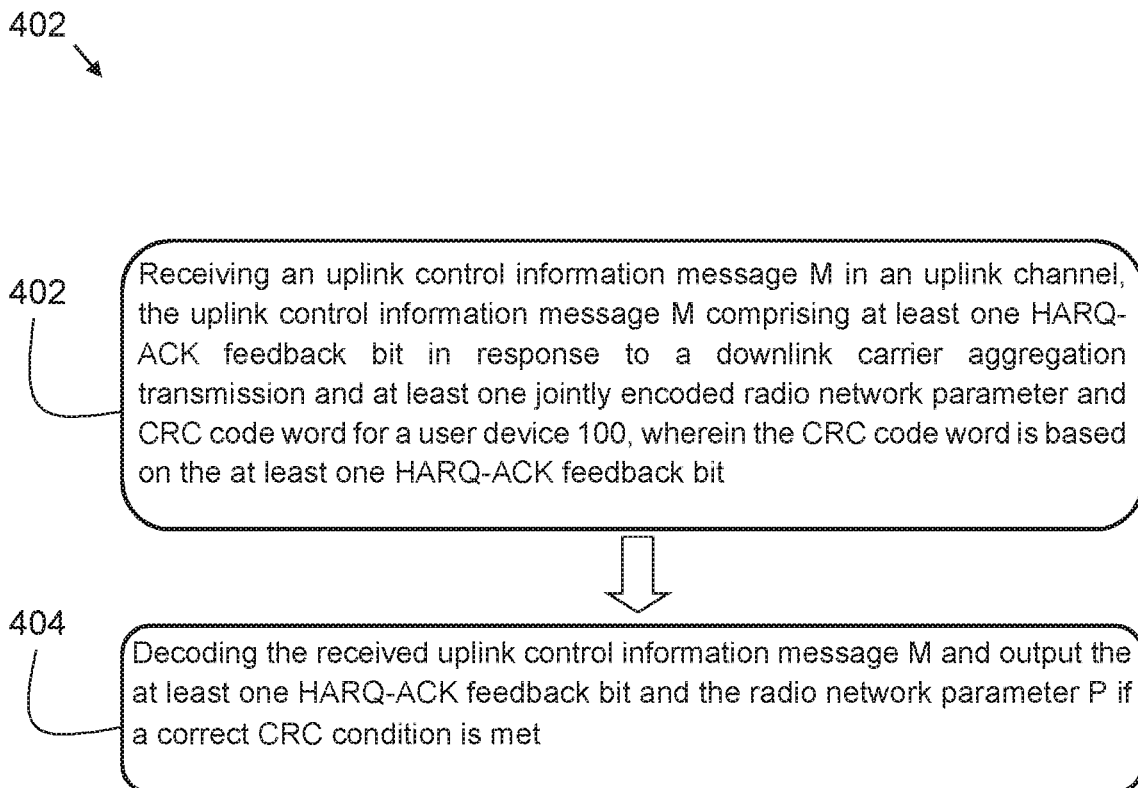 402
402
Receiving an uplink control information message M in an uplink channel,
the uplink control information message M comprising at least one HARQ-
ACK feedback bit in response to a downlink carrier aggregation
transmission and at least one jointly encoded radio network parameter and
CRC code word for a user device 100, wherein the CRC code word is based
on the at least one HARQ-ACK feedback bit
404
Decoding the received uplink control information message M and output the
at least one HARQ-ACK feedback bit and the radio network parameter P if
a correct CRC condition is met